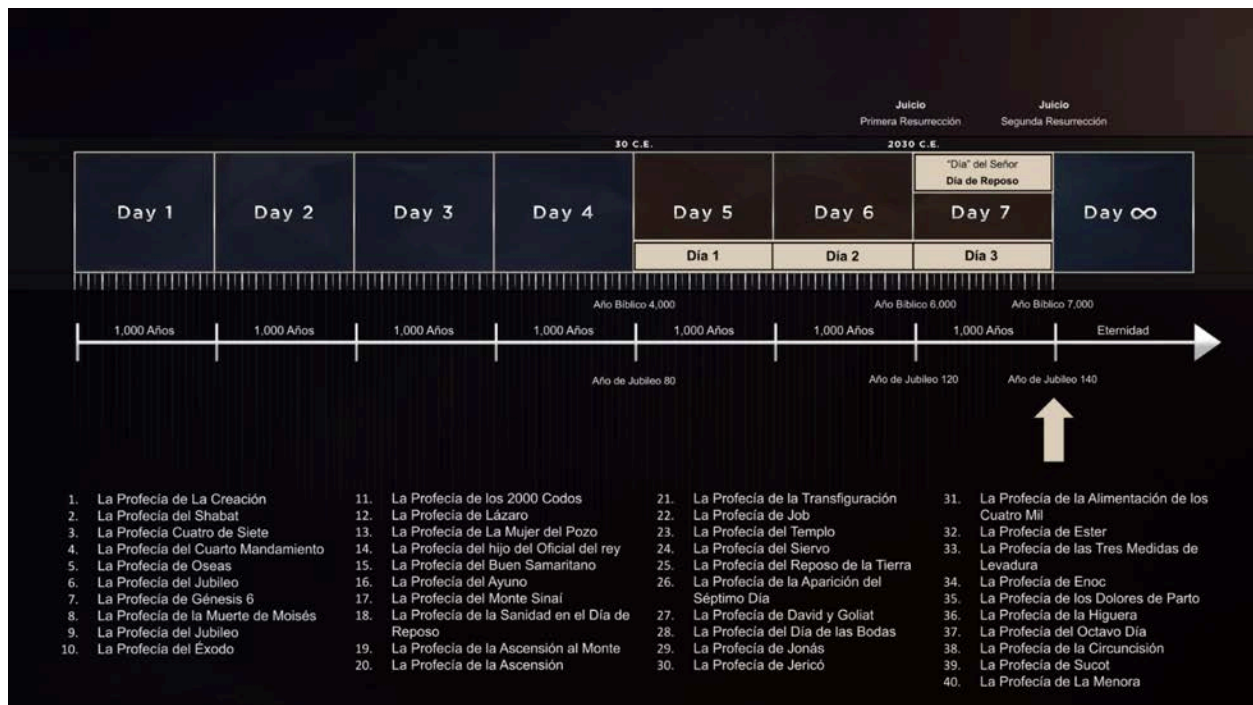 Juicio
Primera Resurrección
Juicio
Segunda Resurrección
30 C.E.
2030 C.E.
Day 1
Day 2
Day 3
Day 4
Day 5
Day 6
"Día" del Señor
Día de Reposo
Day 7
Day ∞
Día 1
Día 2
Día 3
Año Bíblico 4,000
Año Bíblico 6,000
Año Bíblico 7,000
1,000 Años
1,000 Años
1,000 Años
1,000 Años
1,000 Años
1,000 Años
1,000 Años
Eternidad
Año de Jubileo 80
Año de Jubileo 120
Año de Jubileo 140
1. La Profecía de La Creación
2. La Profecía del Shabat
3. La Profecía Cuatro de Siete
4. La Profecía del Cuarto Mandamiento
5. La Profecía de Oseas
6. La Profecía del Jubileo
7. La Profecía de Génesis 6
8. La Profecía de la Muerte de Moisés
9. La Profecía del Jubileo
10. La Profecía del Éxodo
11. La Profecía de los 2000 Codos
12. La Profecía de Lázaro
13. La Profecía de La Mujer del Pozo
14. La Profecía del hijo del Oficial del rey
15. La Profecía del Buen Samaritano
16. La Profecía del Ayuno
17. La Profecía del Monte Sinaí
18. La Profecía de la Sanidad en el Día de
Reposo
19. La Profecía de la Ascensión al Monte
20. La Profecía de la Ascensión
21. La Profecía de la Transfiguración
22. La Profecía de Job
23. La Profecía del Templo
24. La Profecía del Siervo
25. La Profecía del Reposo de la Tierra
26. La Profecía de la Aparición del
Séptimo Día
27. La Profecía de David y Goliat
28. La Profecía del Día de las Bodas
29. La Profecía de Jonás
30. La Profecía de Jericó
31. La Profecía de la Alimentación de los
Cuatro Mil
32. La Profecía de Ester
33. La Profecía de las Tres Medidas de
Levadura
34. La Profecía de Enoc
35. La Profecía de los Dolores de Parto
36. La Profecía de la Higuera
37. La Profecía del Octavo Día
38. La Profecía de la Circuncisión
39. La Profecía de Sucot
40. La Profecía de La Menora